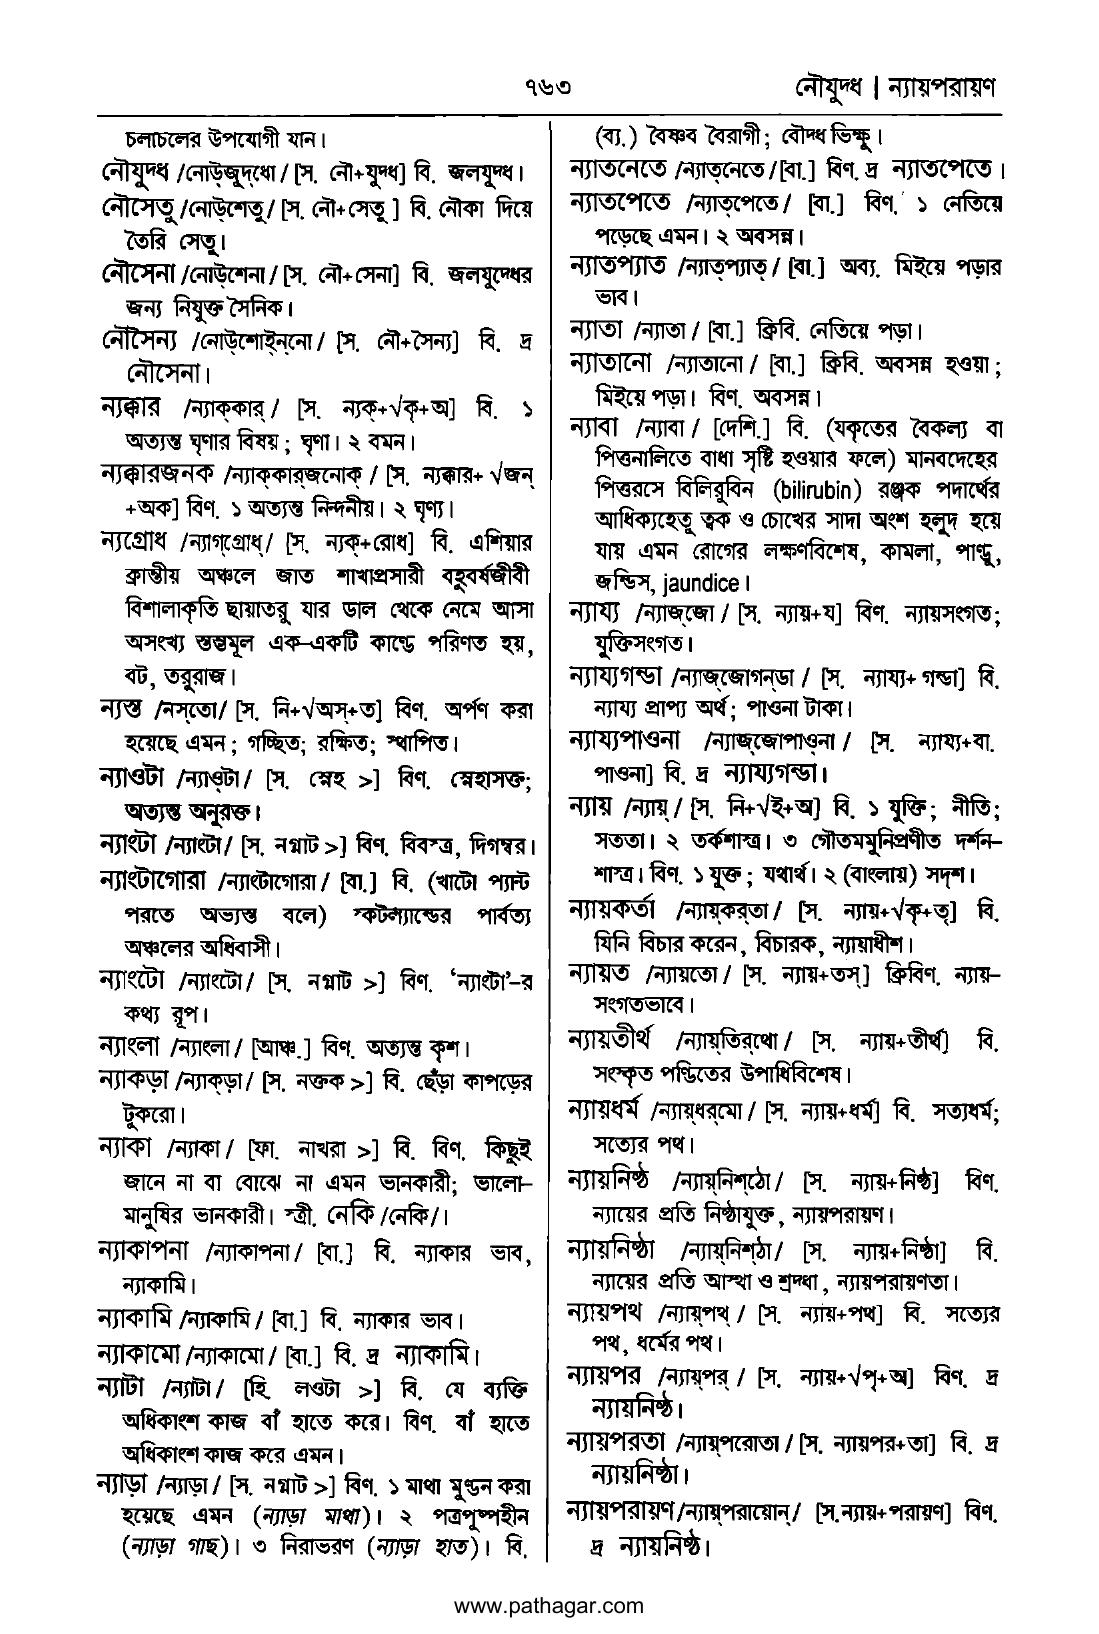 ৭৬৩
নৌযুদ্ধ | ন্যায়পরায়ণ
চলাচলের উপযোগী যান।
নৌযুদ্ধ /নোউ্‌জুদ্‌ধো/ [স. নৌ+যুদ্ধ] বি. জলযুদ্ধ।
নৌসেতু /নোউ্‌শেতু/ [স. নৌ+সেতু ] বি. নৌকা দিয়ে
তৈরি সেতু।
নৌসেনা /নোউ্‌শেনা/ [স. নৌ+সেনা] বি. জলযুদ্ধের
জন্য নিযুক্ত সৈনিক।
নৌসৈন্য /নোউ্‌শোই্‌ন্‌নো/ [স. নৌ+সৈন্য] বি. দ্র
নৌসেনা।
ন্যক্কার /ন্যাক্‌কার্/ [স. ন্যক্+√কৃ+অ] বি. ১
অত্যন্ত ঘৃণার বিষয়; ঘৃণা। ২ বমন।
ন্যক্কারজনক /ন্যাক্‌কার্‌জনোক্/ [স. ন্যক্কার+ √জন্
+অক] বিণ. ১ অত্যন্ত নিন্দনীয়। ২ ঘৃণ্য।
ন্যগ্রোধ /ন্যাগ্‌গ্রোধ্/ [স. ন্যক্+রোধ] বি. এশিয়ার
ক্রান্তীয় অঞ্চলে জাত শাখাপ্রসারী বহুবর্ষজীবী
বিশালাকৃতি ছায়াতরু যার ডাল থেকে নেমে আসা
অসংখ্য স্তম্ভমূল এক-একটি কাণ্ডে পরিণত হয়,
বট, তরুরাজ।
ন্যস্ত /নস্‌তো/ [স. নি+√অস্+ত] বিণ. অর্পণ করা
হয়েছে এমন; গচ্ছিত; রক্ষিত; স্থাপিত।
ন্যাওটা /ন্যাও্‌টা/ [স. স্নেহ >] বিণ. স্নেহাসক্ত;
অত্যন্ত অনুরক্ত।
ন্যাংটা /ন্যাংটা/ [স. নগ্নাট >] বিণ. বিবস্ত্র, দিগম্বর।
ন্যাংটাগোরা /ন্যাংটাগোরা/ [বা.] বি. (খাটো প্যান্ট
পরতে অভ্যস্ত বলে) স্কটল্যান্ডের পার্বত্য
অঞ্চলের অধিবাসী।
ন্যাংটো /ন্যাংটো/ [স. নগ্নাট >] বিণ. ‘ন্যাংটা’-র
কথ্য রূপ।
ন্যাংলা /ন্যাংলা/ [আঞ্চ.] বিণ. অত্যন্ত কৃশ।
ন্যাকড়া /ন্যাক্‌ড়া/ [স. নক্তক >] বি. ছেঁড়া কাপড়ের
টুকরো।
ন্যাকা /ন্যাকা/ [ফা. নাখরা >] বি. বিণ. কিছুই
জানে না বা বোঝে না এমন ভানকারী; ভালো-
মানুষির ভানকারী। স্ত্রী. নেকি /নেকি/।
ন্যাকাপনা /ন্যাকাপনা/ [বা.] বি. ন্যাকার ভাব,
ন্যাকামি।
ন্যাকামি /ন্যাকামি/ [বা.] বি. ন্যাকার ভাব।
ন্যাকামো /ন্যাকামো/ [বা.] বি. দ্র ন্যাকামি।
ন্যাটা /ন্যাটা/ [হি. লওটা >] বি. যে ব্যক্তি
অধিকাংশ কাজ বাঁ হাতে করে। বিণ. বাঁ হাতে
অধিকাংশ কাজ করে এমন।
ন্যাড়া /ন্যাড়া/ [স. নগ্নাট >] বিণ. ১ মাথা মুণ্ডন করা
হয়েছে এমন (ন্যাড়া মাথা)। ২ পত্রপুষ্পহীন
(ন্যাড়া গাছ)। ৩ নিরাভরণ (ন্যাড়া হাত)। বি.
(ব্য.) বৈষ্ণব বৈরাগী; বৌদ্ধ ভিক্ষু।
ন্যাতনেতে /ন্যাত্‌নেতে/ [বা.] বিণ. দ্র ন্যাতপেতে।
ন্যাতপেতে /ন্যাত্‌পেতে/ [বা.] বিণ. ১ নেতিয়ে
পড়েছে এমন। ২ অবসন্ন।
ন্যাতপ্যাত /ন্যাত্‌প্যাত্/ [বা.] অব্য. মিইয়ে পড়ার
ভাব।
ন্যাতা /ন্যাতা/ [বা.] ক্রিবি. নেতিয়ে পড়া।
ন্যাতানো /ন্যাতানো/ [বা.] ক্রিবি. অবসন্ন হওয়া;
মিইয়ে পড়া। বিণ. অবসন্ন।
ন্যাবা /ন্যাবা/ [দেশি.] বি. (যকৃতের বৈকল্য বা
পিত্তনালিতে বাধা সৃষ্টি হওয়ার ফলে) মানবদেহের
পিত্তরসে বিলিরুবিন (bilirubin) রঞ্জক পদার্থের
আধিক্যহেতু ত্বক ও চোখের সাদা অংশ হলুদ হয়ে
যায় এমন রোগের লক্ষণবিশেষ, কামলা, পাণ্ডু,
জন্ডিস, jaundice।
ন্যায্য /ন্যাজ্‌জো/ [স. ন্যায়+য] বিণ. ন্যায়সংগত;
যুক্তিসংগত।
ন্যায্যগন্ডা /ন্যাজ্‌জোগন্‌ডা/ [স. ন্যায্য+ গন্ডা] বি.
ন্যায্য প্রাপ্য অর্থ; পাওনা টাকা।
ন্যায্যপাওনা /ন্যাজ্‌জোপাও্‌না/ [স. ন্যায্য+বা.
পাওনা] বি. দ্র ন্যায্যগন্ডা।
ন্যায় /ন্যায়্/ [স. নি+√ই+অ] বি. ১ যুক্তি; নীতি;
সততা। ২ তর্কশাস্ত্র। ৩ গৌতমমুনিপ্রণীত দর্শন-
শাস্ত্র। বিণ. ১ যুক্ত; যথার্থ। ২ (বাংলায়) সদৃশ।
ন্যায়কর্তা /ন্যায়্‌কর্‌তা/ [স. ন্যায়+√কৃ+তৃ] বি.
যিনি বিচার করেন, বিচারক, ন্যায়াধীশ।
ন্যায়ত /ন্যায়তো/ [স. ন্যায়+তস্] ক্রিবিণ. ন্যায়-
সংগতভাবে।
ন্যায়তীর্থ /ন্যায়্‌তির্‌থো/ [স. ন্যায়+তীর্থ] বি.
সংস্কৃত পণ্ডিতের উপাধিবিশেষ।
ন্যায়ধর্ম /ন্যায়্‌ধর্‌মো/ [স. ন্যায়+ধর্ম] বি. সত্যধর্ম;
সত্যের পথ।
ন্যায়নিষ্ঠ /ন্যায়্‌নিশ্‌ঠো/ [স. ন্যায়+নিষ্ঠ] বিণ.
ন্যায়ের প্রতি নিষ্ঠাযুক্ত, ন্যায়পরায়ণ।
ন্যায়নিষ্ঠা /ন্যায়্‌নিশ্‌ঠা/ [স. ন্যায়+নিষ্ঠা] বি.
ন্যায়ের প্রতি আস্থা ও শ্রদ্ধা, ন্যায়পরায়ণতা।
ন্যায়পথ /ন্যায়্‌পথ্/ [স. ন্যায়+পথ] বি. সত্যের
পথ, ধর্মের পথ।
ন্যায়পর /ন্যায়্‌পর্/ [স. ন্যায়+√পৃ+অ] বিণ. দ্র
ন্যায়নিষ্ঠ।
ন্যায়পরতা /ন্যায়্‌পরোতা/ [স. ন্যায়পর+তা] বি. দ্র
ন্যায়নিষ্ঠা।
ন্যায়পরায়ণ/ন্যায়্‌পরায়োন্/ [স.ন্যায়+পরায়ণ] বিণ.
দ্র ন্যায়নিষ্ঠ।
www.pathagar.com